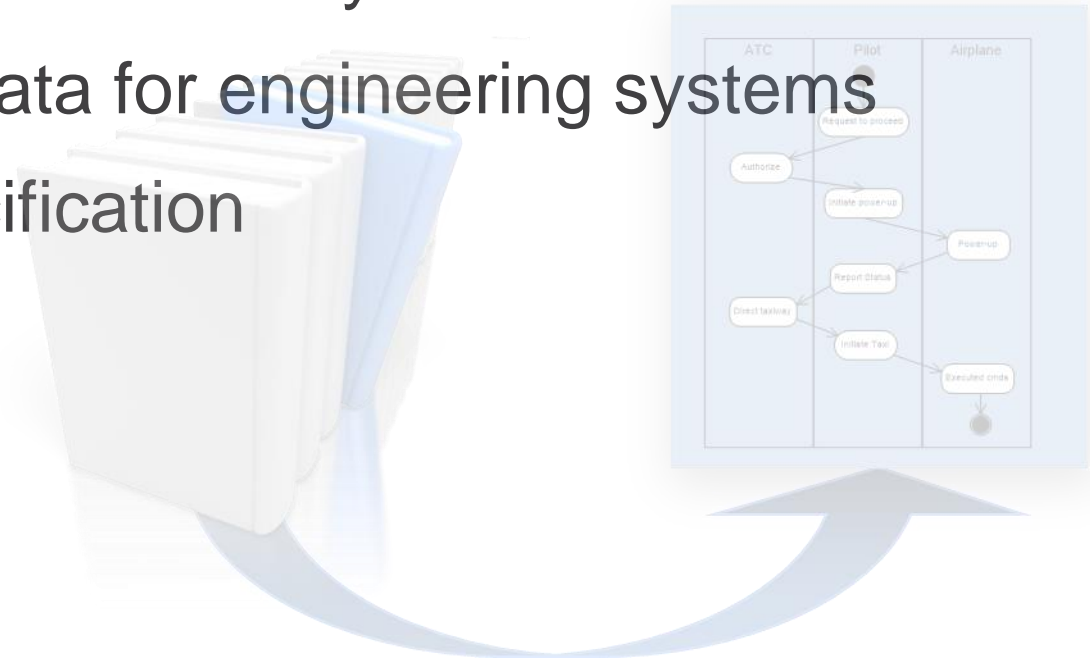 ata for engineering systems
ification
ATC Pilot Airplane
Request to proceed
Authorize
Initiate power-up
Power-up
Report Status
Direct taxiway
Initiate Taxi
Executed cmds